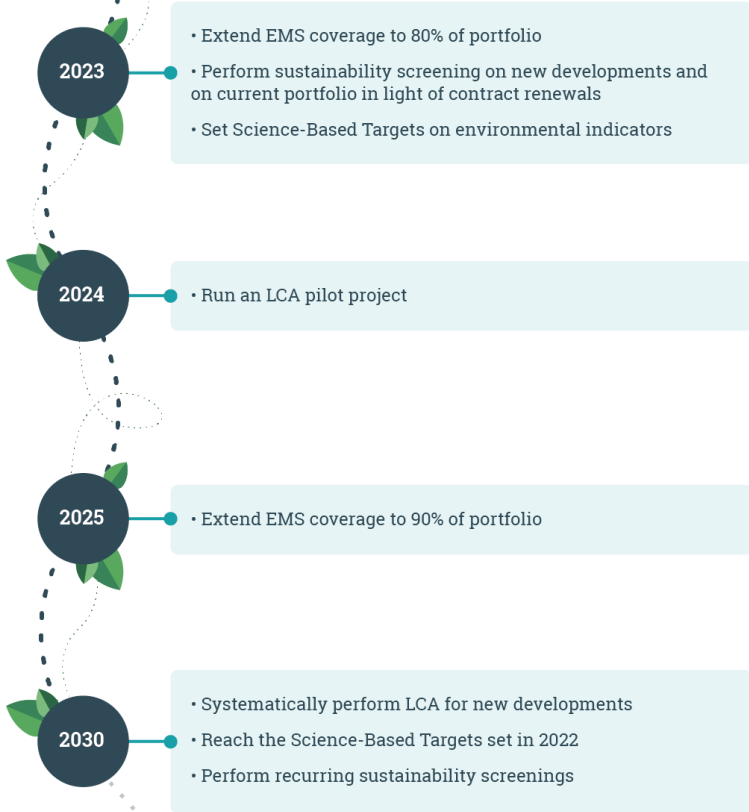 2023
• Extend EMS coverage to 80% of portfolio
• Perform sustainability screening on new developments and
on current portfolio in light of contract renewals
• Set Science-Based Targets on environmental indicators
2024
• Run an LCA pilot project
2025
• Extend EMS coverage to 90% of portfolio
2030
• Systematically perform LCA for new developments
• Reach the Science-Based Targets set in 2022
• Perform recurring sustainability screenings